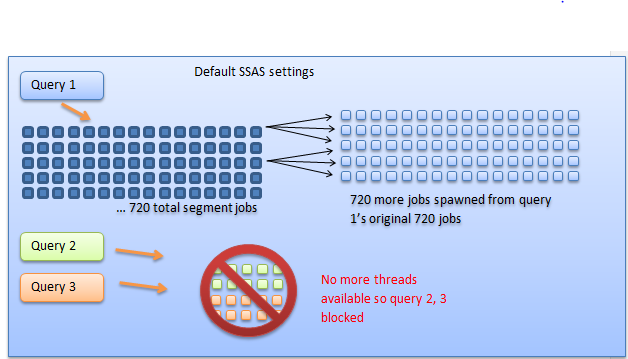 Default SSAS settings
Query 1
... 720 total segment jobs
720 more jobs spawned from query
1's original 720 jobs
Query 2
Query 3
No more threads
available so query 2, 3
blocked